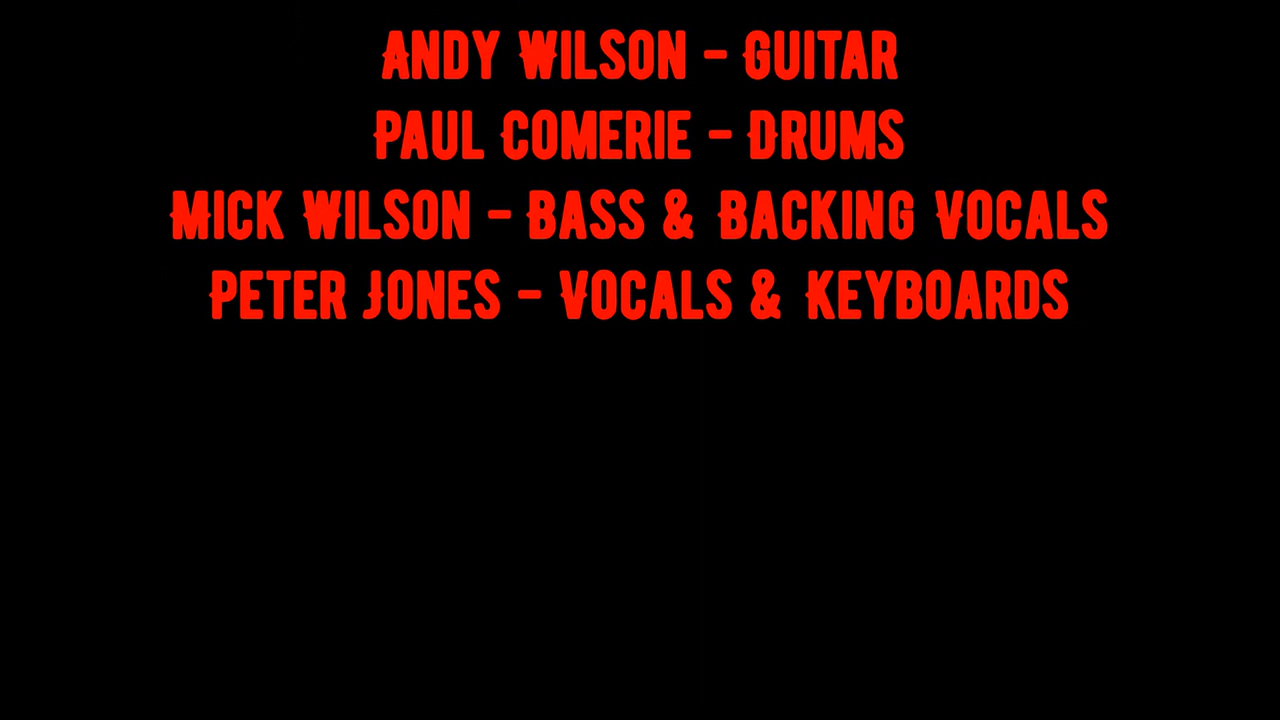 Andy Wilson - Guitar
Paul Comerie - Drums
Mick Wilson - Bass & Backing Vocals
Peter Jones - Vocals & Keyboards